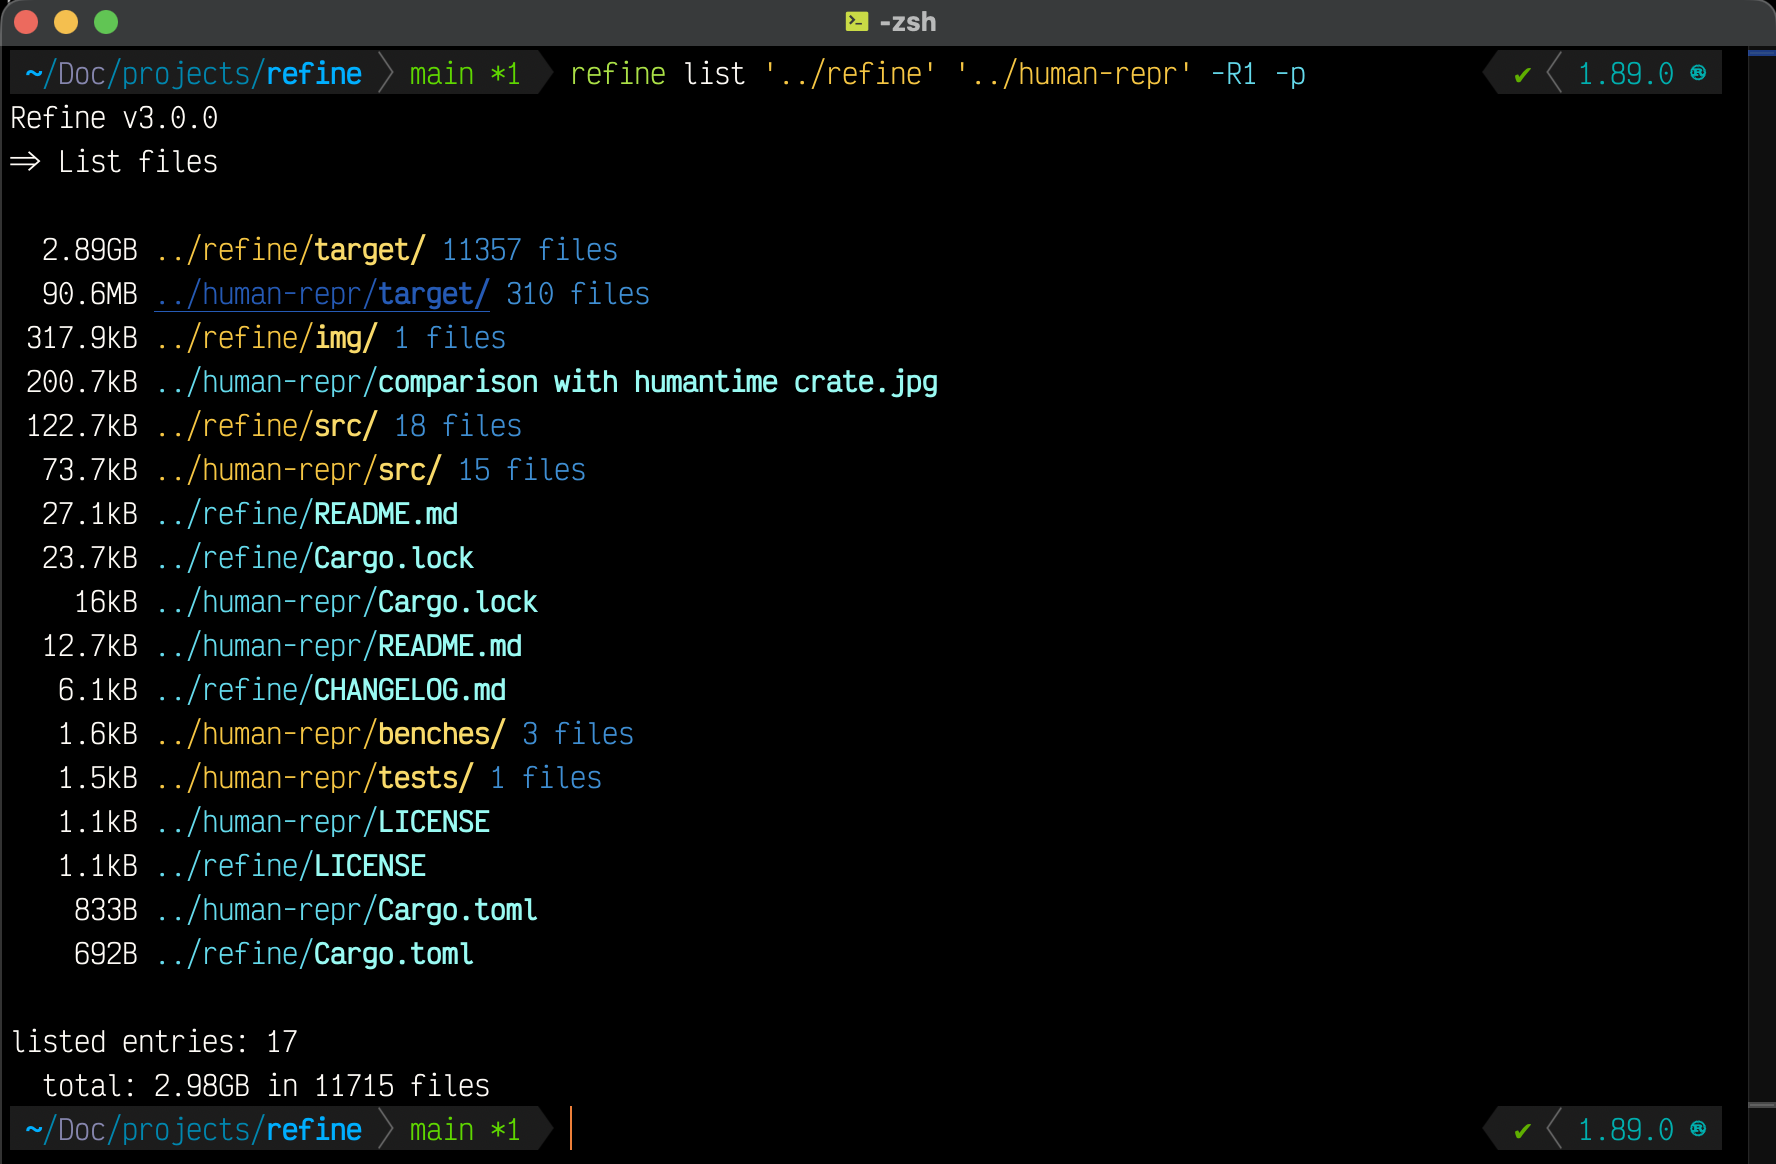 -zsh
~/Doc/projects/refine main *1 refine list '../refine' '../human-repr' -R1 -p ✔ 1.89.0 ®
Refine v3.0.0
⇒ List files
2.89GB ../refine/target/ 11357 files
90.6MB ../human-repr/target/ 310 files
317.9kB ../refine/img/ 1 files
200.7kB ../human-repr/comparison with humantime crate.jpg
122.7kB ../refine/src/ 18 files
73.7kB ../human-repr/src/ 15 files
27.1kB ../refine/README.md
23.7kB ../refine/Cargo.lock
16kB ../human-repr/Cargo.lock
12.7kB ../human-repr/README.md
6.1kB ../refine/CHANGELOG.md
1.6kB ../human-repr/benches/ 3 files
1.5kB ../human-repr/tests/ 1 files
1.1kB ../human-repr/LICENSE
1.1kB ../refine/LICENSE
833B ../human-repr/Cargo.toml
692B ../refine/Cargo.toml
listed entries: 17
total: 2.98GB in 11715 files
~/Doc/projects/refine main *1 ✔ 1.89.0 ®